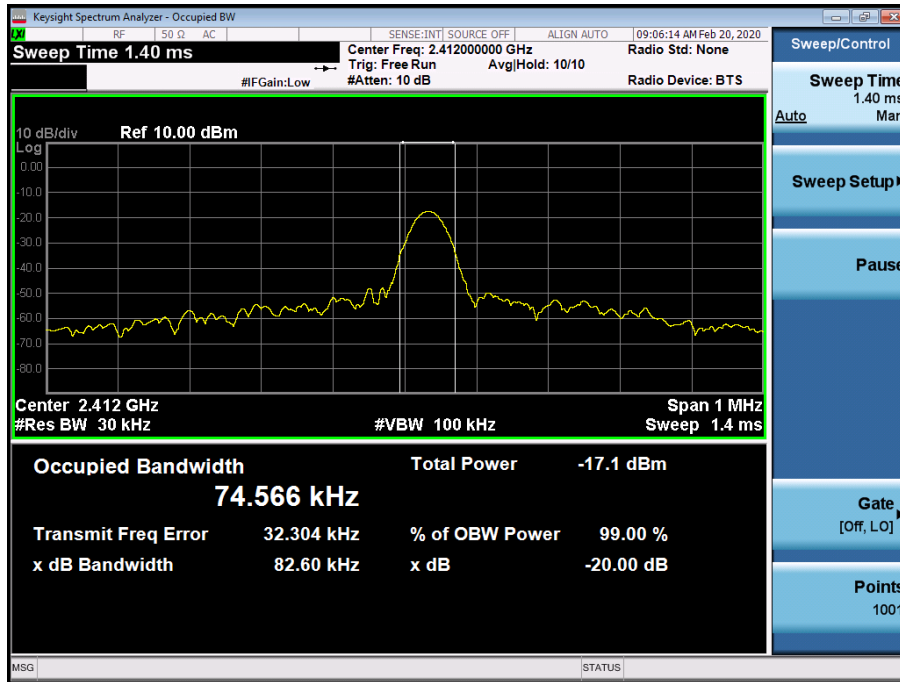 Keysight Spectrum Analyzer - Occupied BW
LXI RF 50 Ω AC SENSE:INT SOURCE OFF ALIGN AUTO 09:06:14 AM Feb 20, 2020
Sweep Time 1.40 ms
Center Freq: 2.412000000 GHz Radio Std: None
Trig: Free Run Avg|Hold: 10/10
#IFGain:Low #Atten: 10 dB Radio Device: BTS
10 dB/div Ref 10.00 dBm
Log
0.00
-10.0
-20.0
-30.0
-40.0
-50.0
-60.0
-70.0
-80.0
Center 2.412 GHz Span 1 MHz
#Res BW 30 kHz #VBW 100 kHz Sweep 1.4 ms
Occupied Bandwidth Total Power -17.1 dBm
74.566 kHz
Transmit Freq Error 32.304 kHz % of OBW Power 99.00 %
x dB Bandwidth 82.60 kHz x dB -20.00 dB
MSG STATUS
Sweep/Control
Sweep Time
1.40 ms
Auto Man
Sweep Setup
Pause
Gate
[Off, LO]
Points
1001